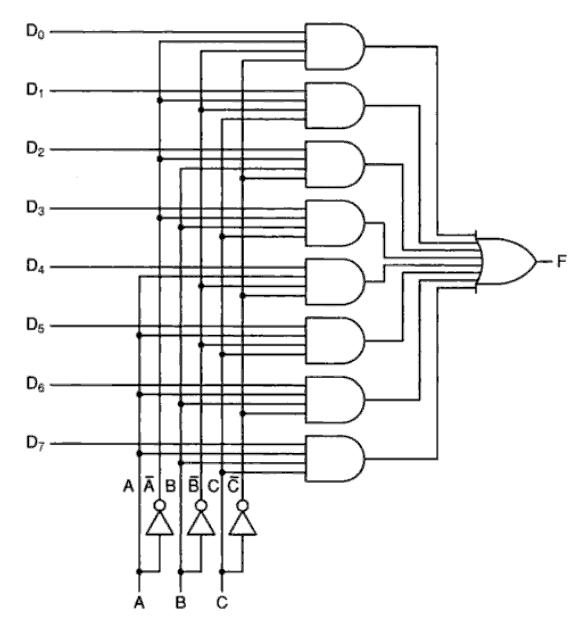 D₀
D₁
D₂
D₃
D₄
F
D₅
D₆
D₇
A A̅ B B̅ C C̅
A B C